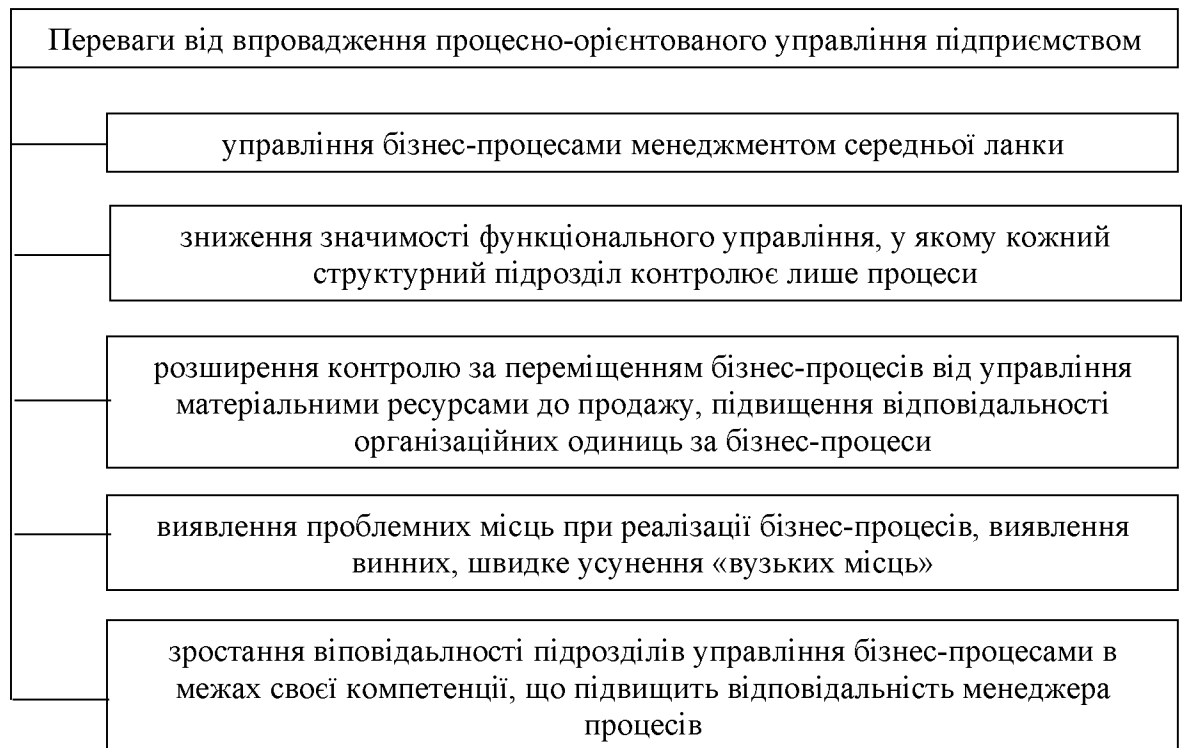 Переваги від впровадження процесно-орієнтованого управління підприємством
управління бізнес-процесами менеджментом середньої ланки
зниження значимості функціонального управління, у якому кожний
структурний підрозділ контролює лише процеси
розширення контролю за переміщенням бізнес-процесів від управління
матеріальними ресурсами до продажу, підвищення відповідальності
організаційних одиниць за бізнес-процеси
виявлення проблемних місць при реалізації бізнес-процесів, виявлення
винних, швидке усунення «вузьких місць»
зростання віповідаьлності підрозділів управління бізнес-процесами в
межах своєї компетенції, що підвищить відповідальність менеджера
процесів